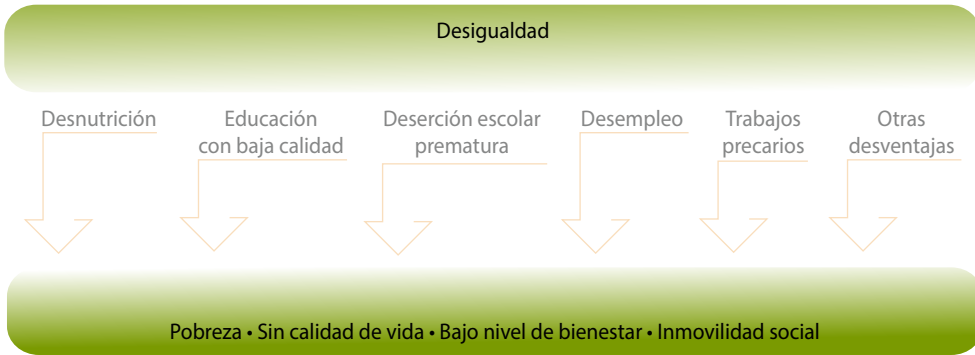 Desigualdad
Desnutrición
Educación
con baja calidad
Deserción escolar
prematura
Desempleo
Trabajos
precarios
Otras
desventajas
Pobreza • Sin calidad de vida • Bajo nivel de bienestar • Inmovilidad social